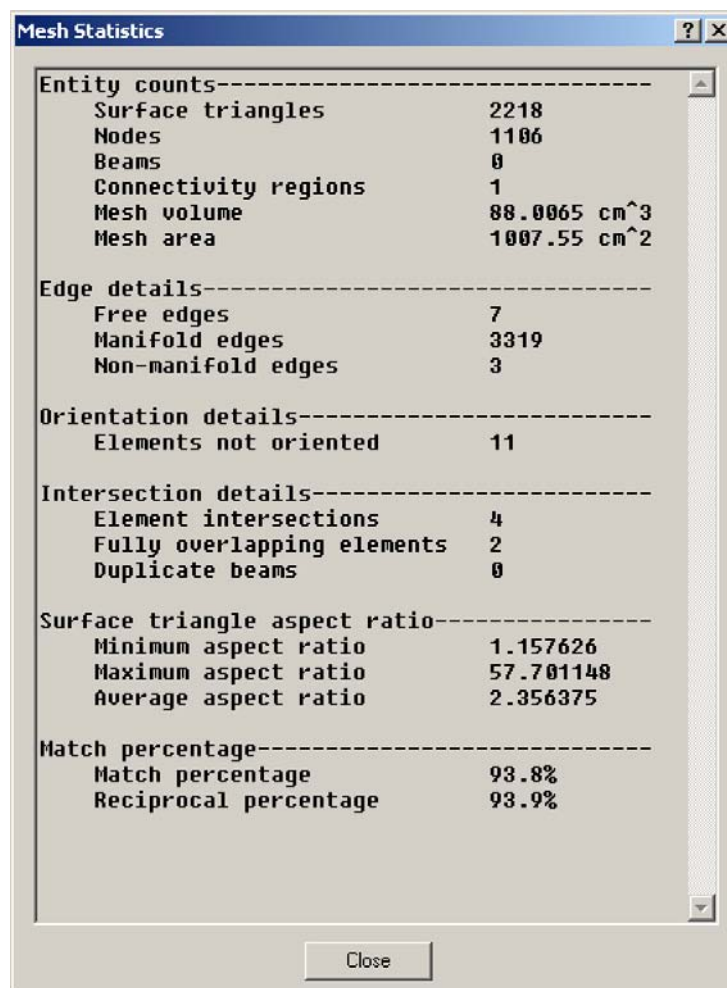 Mesh Statistics
Entity counts--------------------------------
Surface triangles 2218
Nodes 1106
Beams 0
Connectivity regions 1
Mesh volume 88.0065 cm^3
Mesh area 1007.55 cm^2
Edge details---------------------------------
Free edges 7
Manifold edges 3319
Non-manifold edges 3
Orientation details--------------------------
Elements not oriented 11
Intersection details-------------------------
Element intersections 4
Fully overlapping elements 2
Duplicate beams 0
Surface triangle aspect ratio----------------
Minimum aspect ratio 1.157626
Maximum aspect ratio 57.701148
Average aspect ratio 2.356375
Match percentage-----------------------------
Match percentage 93.8%
Reciprocal percentage 93.9%
Close